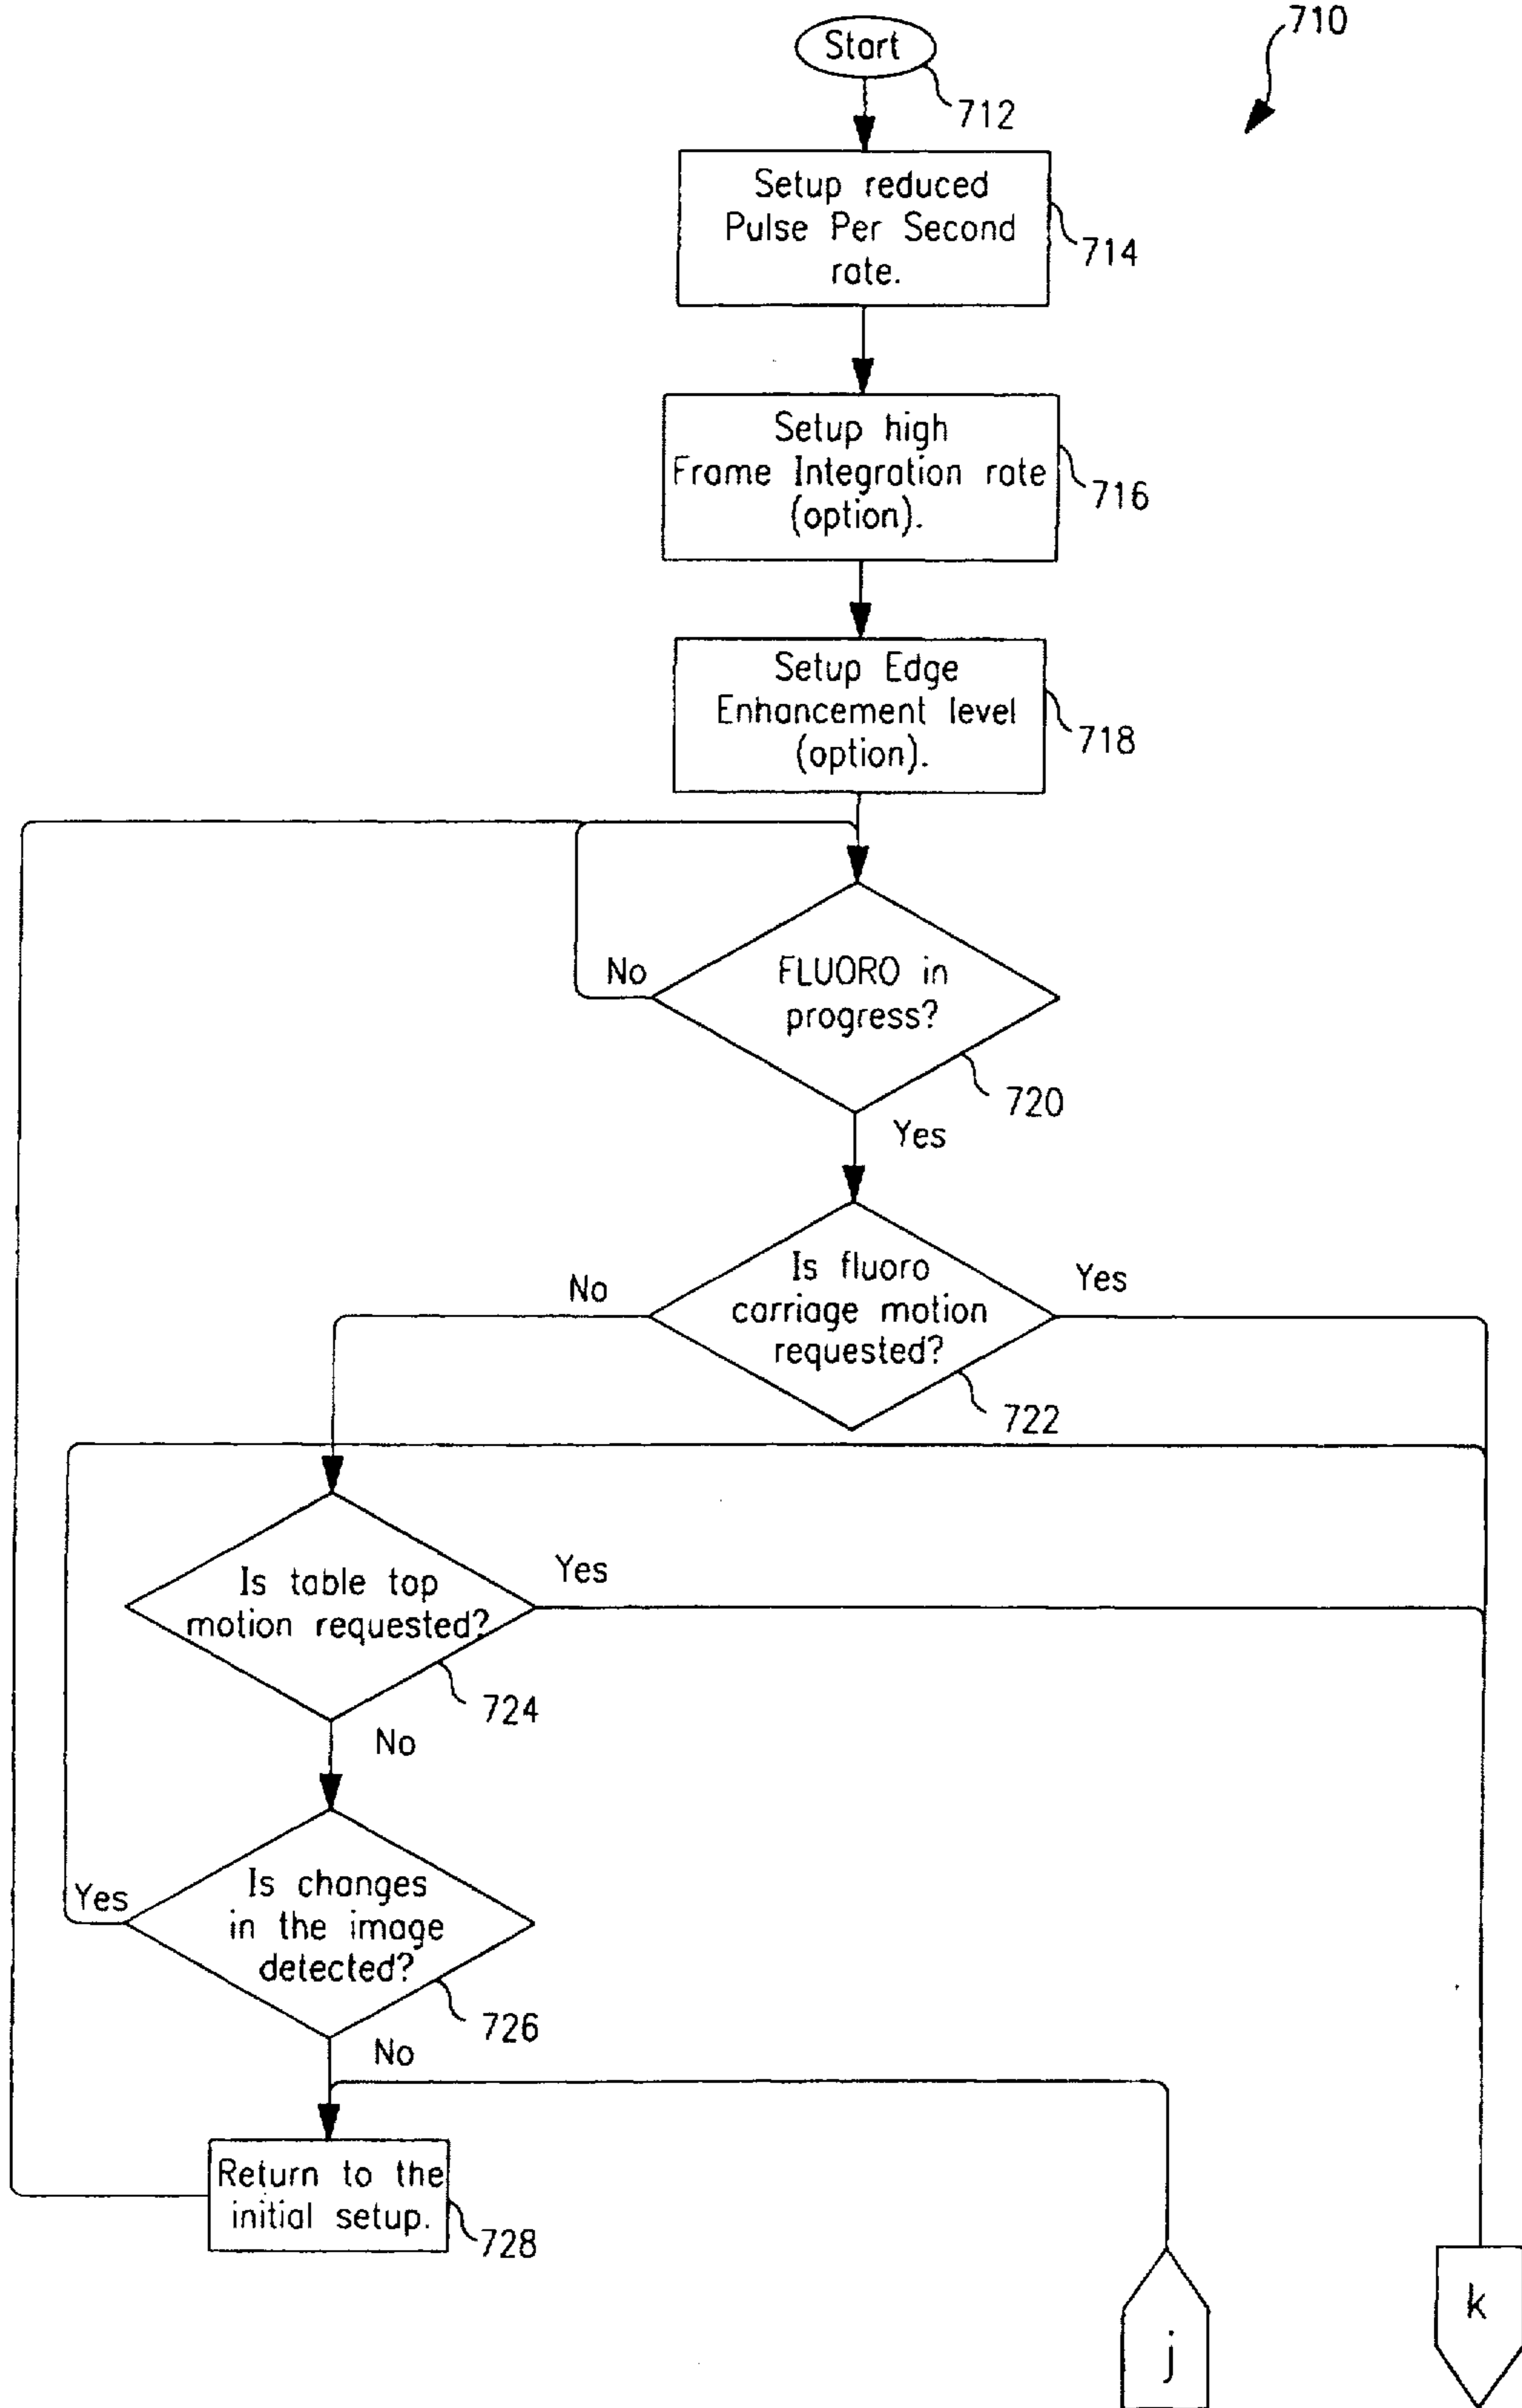 710
Start
712
Setup reduced
Pulse Per Second
rate.
714
Setup high
Frame Integration rate
(option).
716
Setup Edge
Enhancement level
(option).
718
No
FLUORO in
progress?
720
Yes
No
Is fluoro
carriage motion
requested?
Yes
722
Is table top
motion requested?
Yes
724
No
Yes
Is changes
in the image
detected?
726
No
Return to the
initial setup.
728
j
k